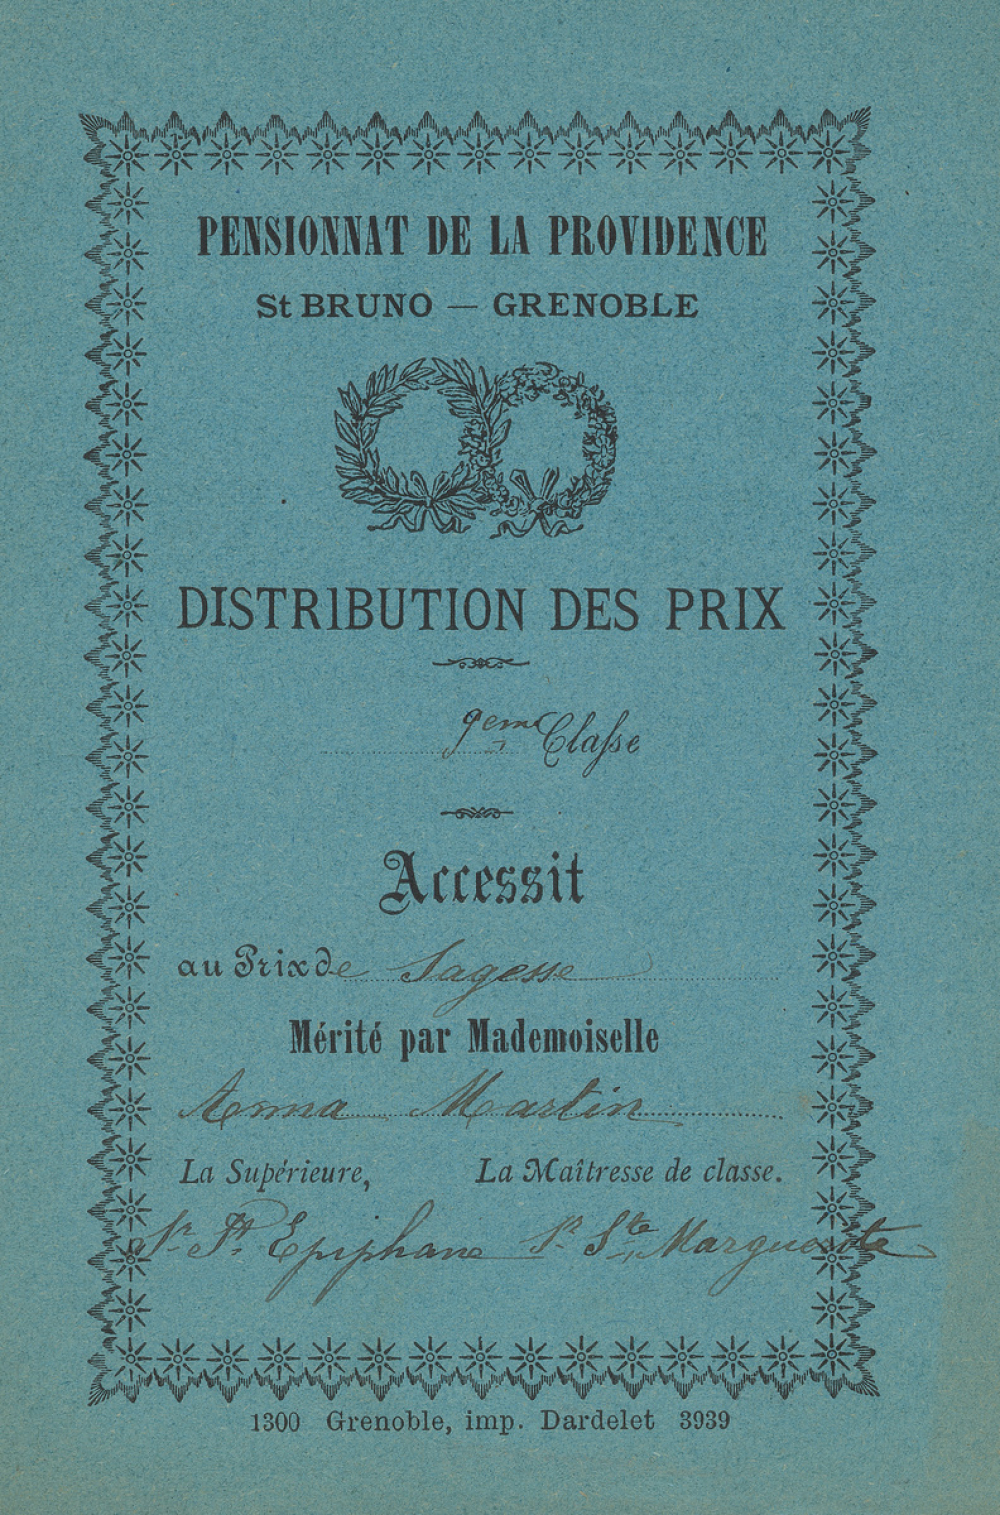 PENSIONNAT DE LA PROVIDENCE
St BRUNO — GRENOBLE
DISTRIBUTION DES PRIX
9eme Classe
Accessit
au Prix de Sagesse
Mérité par Mademoiselle
Anna Martin
La Supérieure, La Maîtresse de classe.
Sr St Epiphane Sr Ste Marguerite
1300 Grenoble, imp. Dardelet 3939